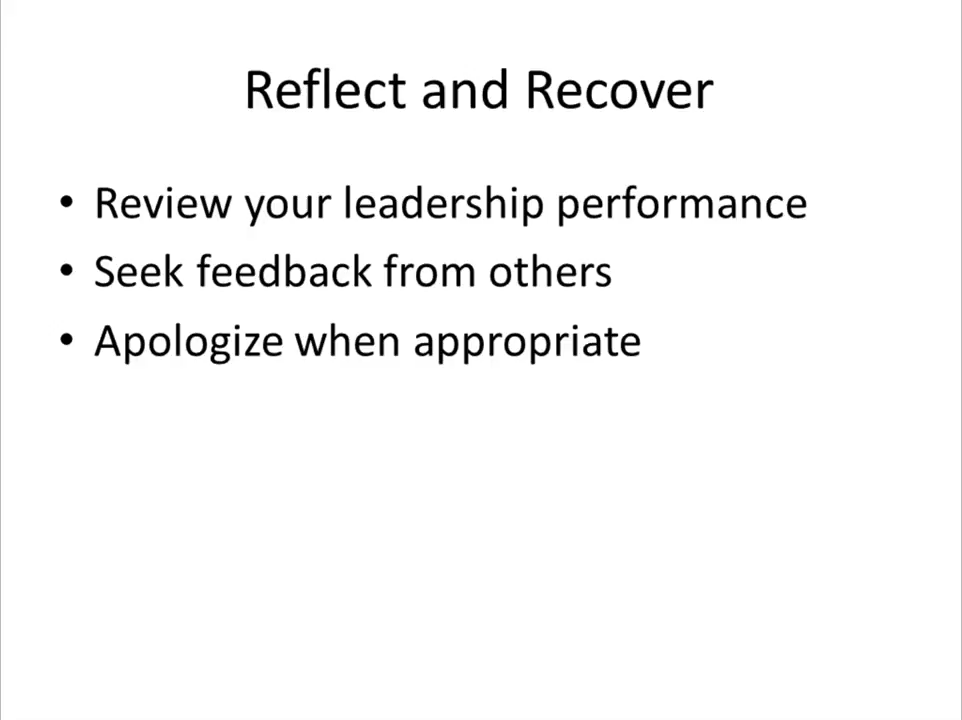 Reflect and Recover
• Review your leadership performance
• Seek feedback from others
• Apologize when appropriate